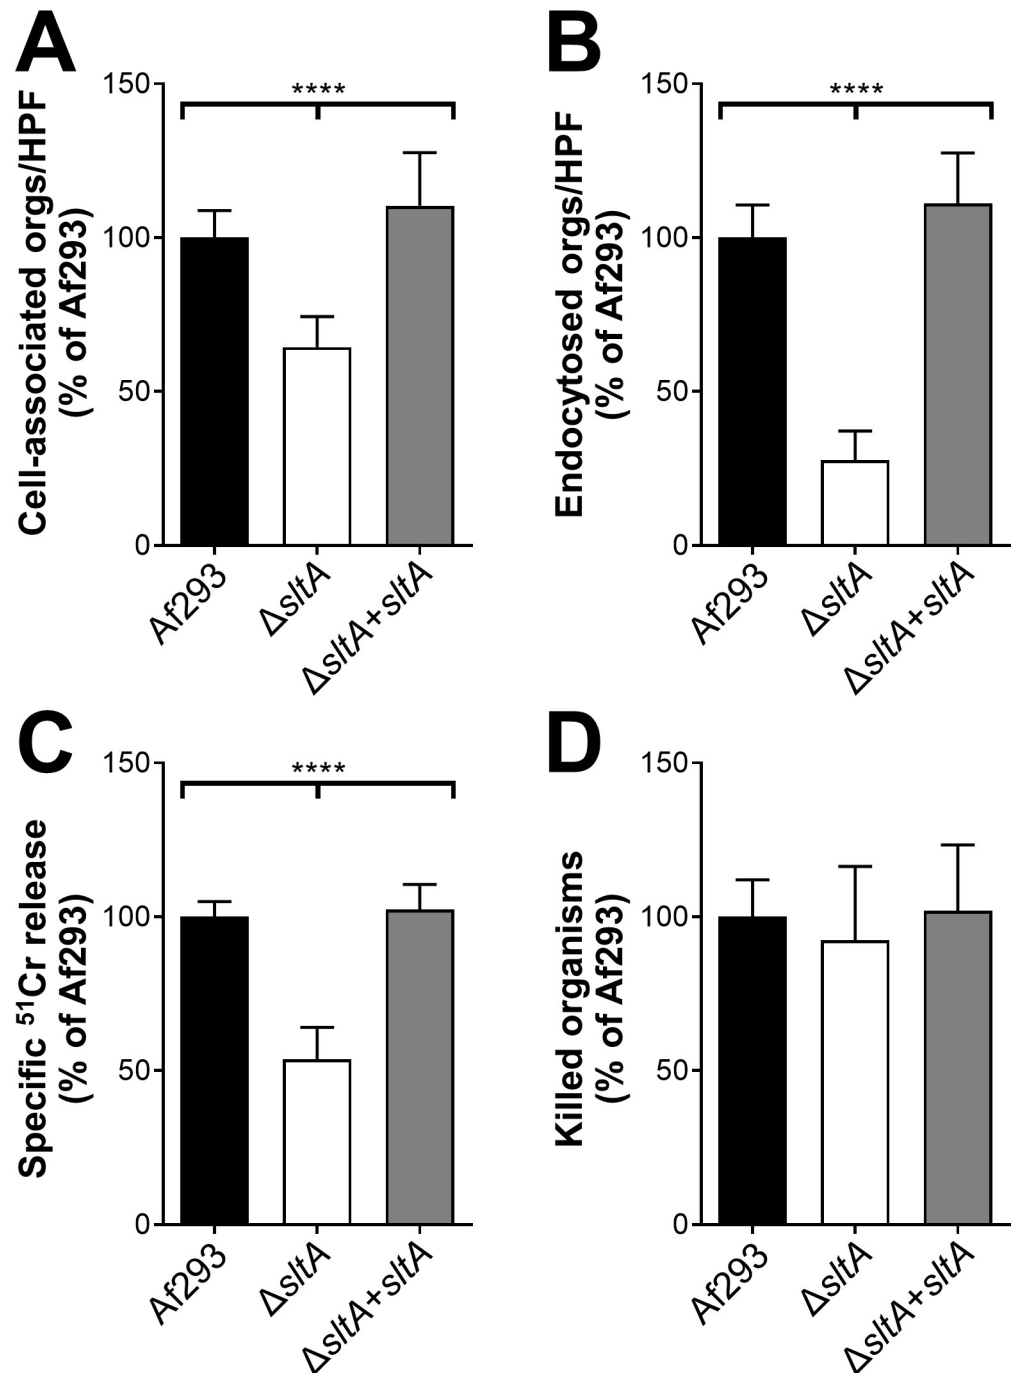 A
Cell-associated orgs/HPF
(% of Af293)
150
100
50
0
****
Af293
ΔsltA
ΔsltA+sltA
B
Endocytosed orgs/HPF
(% of Af293)
150
100
50
0
****
Af293
ΔsltA
ΔsltA+sltA
C
Specific ⁵¹Cr release
(% of Af293)
150
100
50
0
****
Af293
ΔsltA
ΔsltA+sltA
D
Killed organisms
(% of Af293)
150
100
50
0
Af293
ΔsltA
ΔsltA+sltA